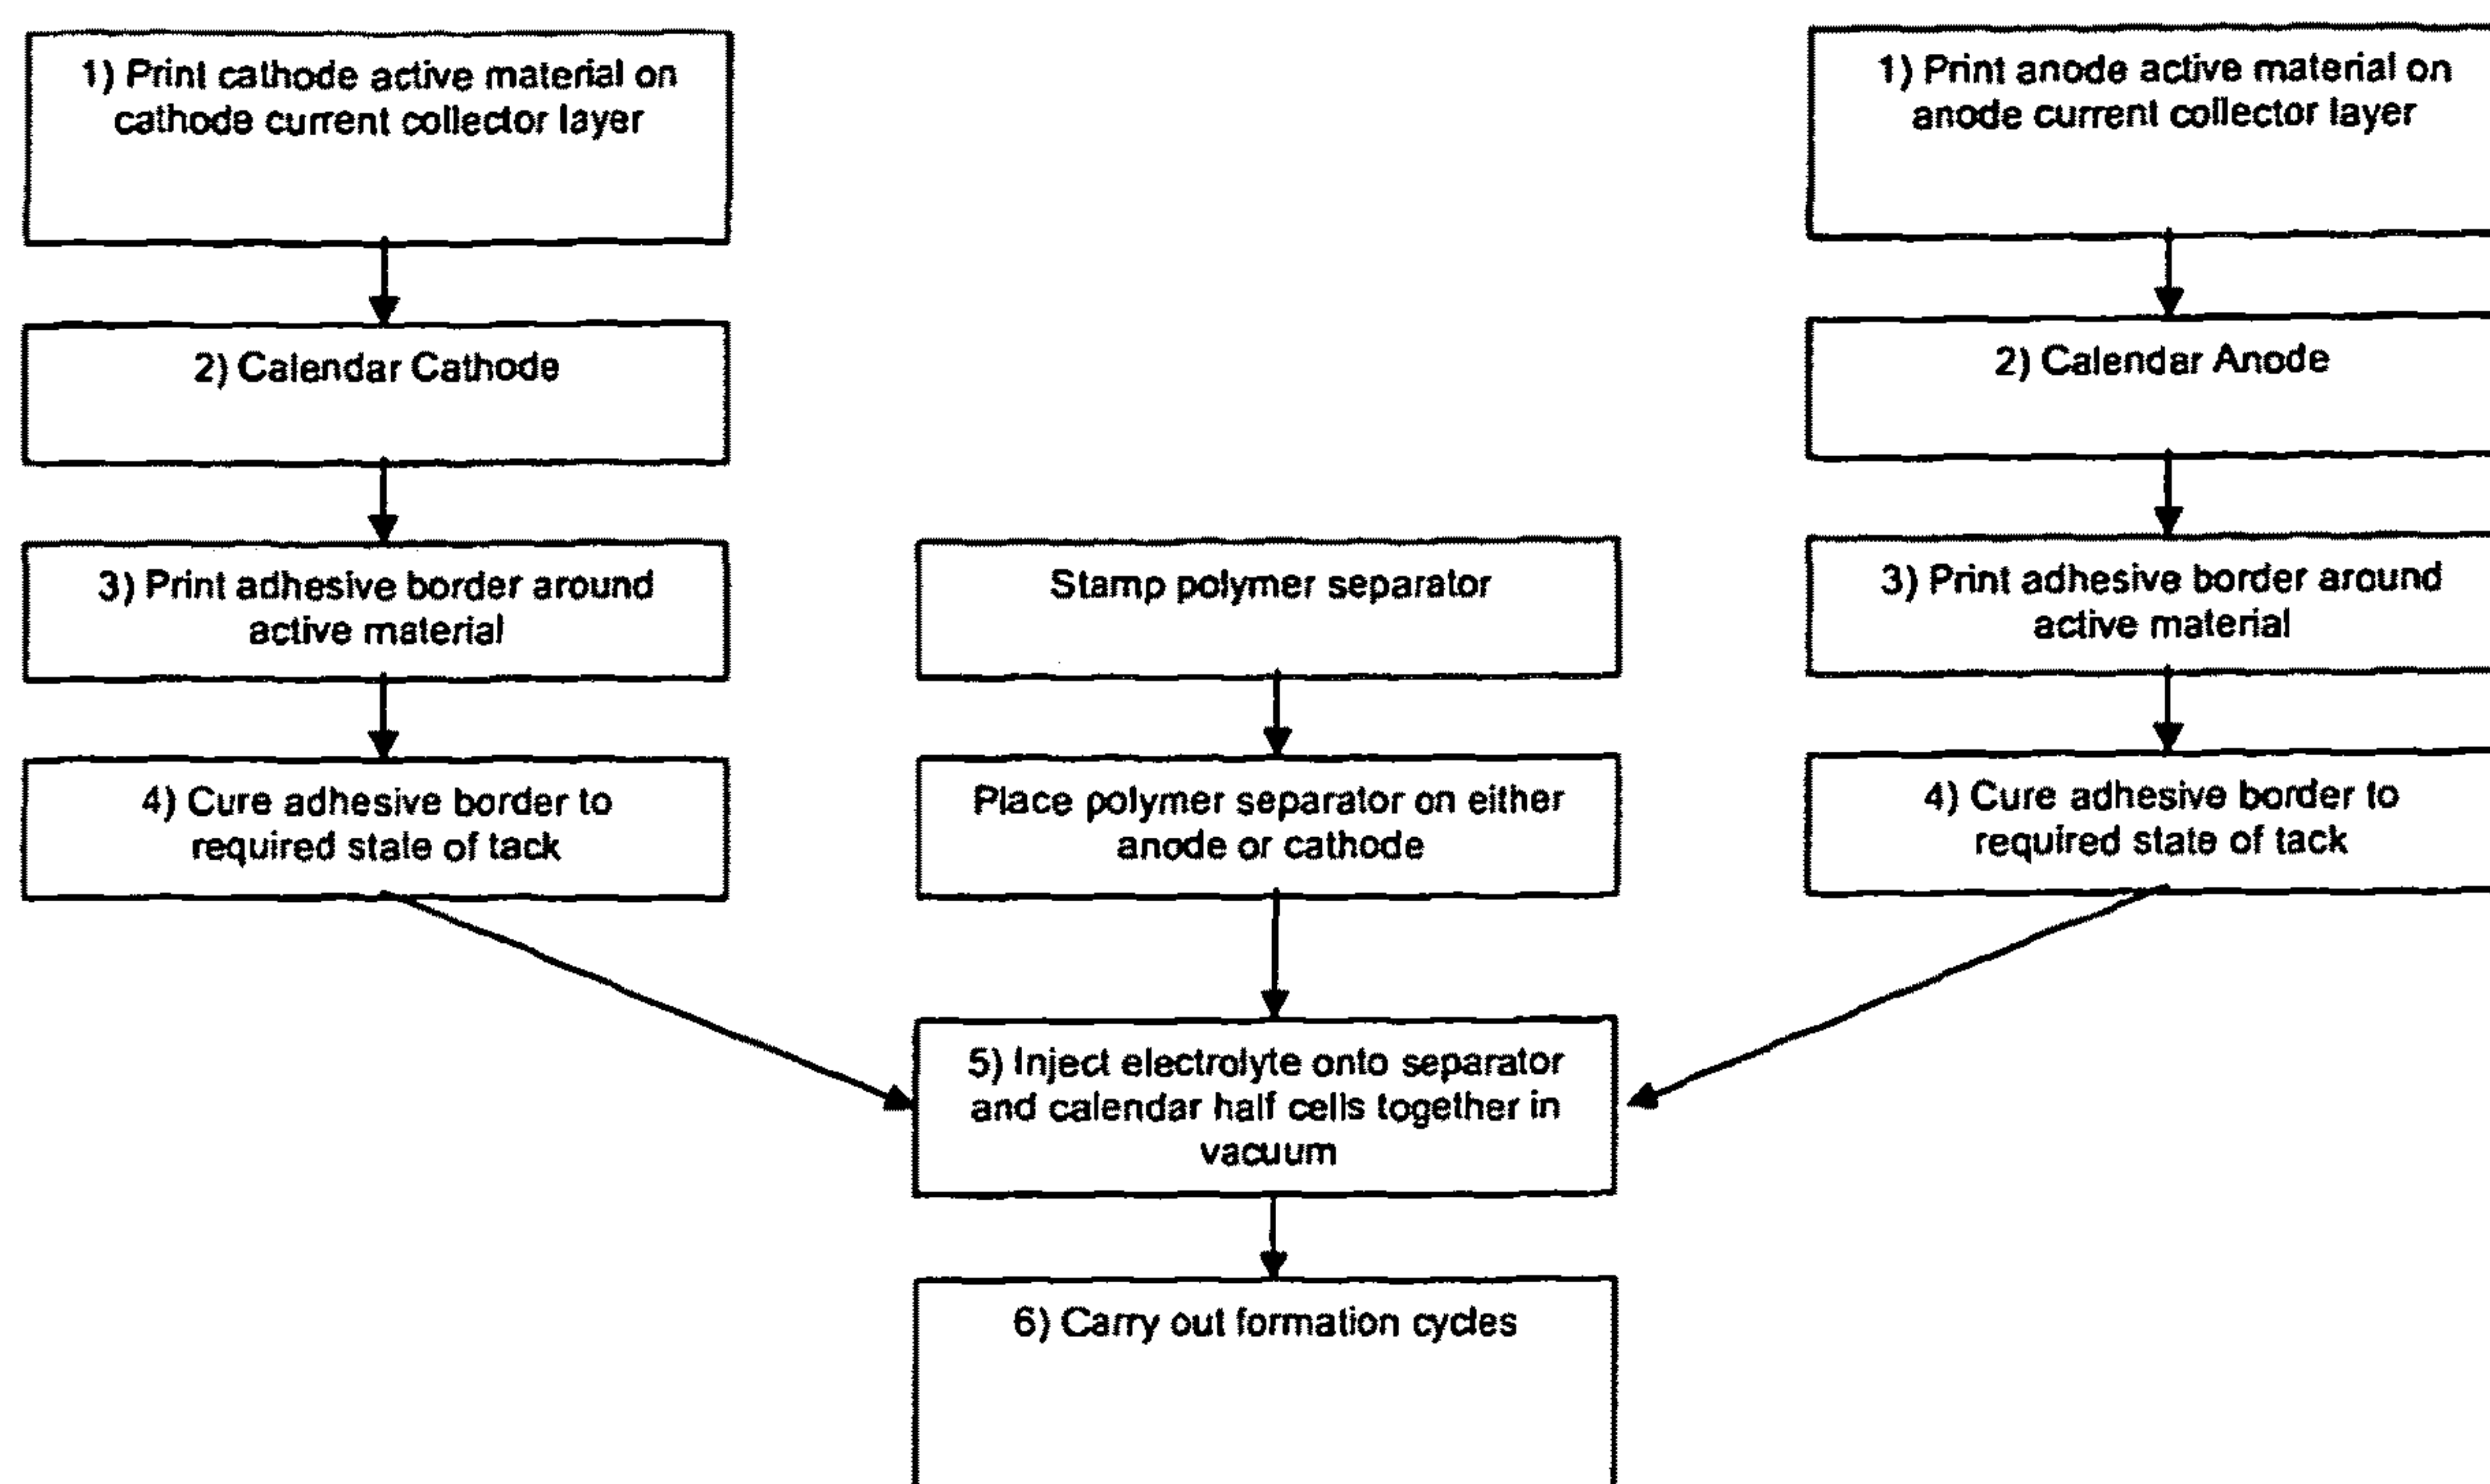 1) Print cathode active material on
cathode current collector layer
1) Print anode active material on
anode current collector layer
2) Calendar Cathode
2) Calendar Anode
3) Print adhesive border around
active material
Stamp polymer separator
3) Print adhesive border around
active material
4) Cure adhesive border to
required state of tack
Place polymer separator on either
anode or cathode
4) Cure adhesive border to
required state of tack
5) Inject electrolyte onto separator
and calendar half cells together in
vacuum
6) Carry out formation cycles